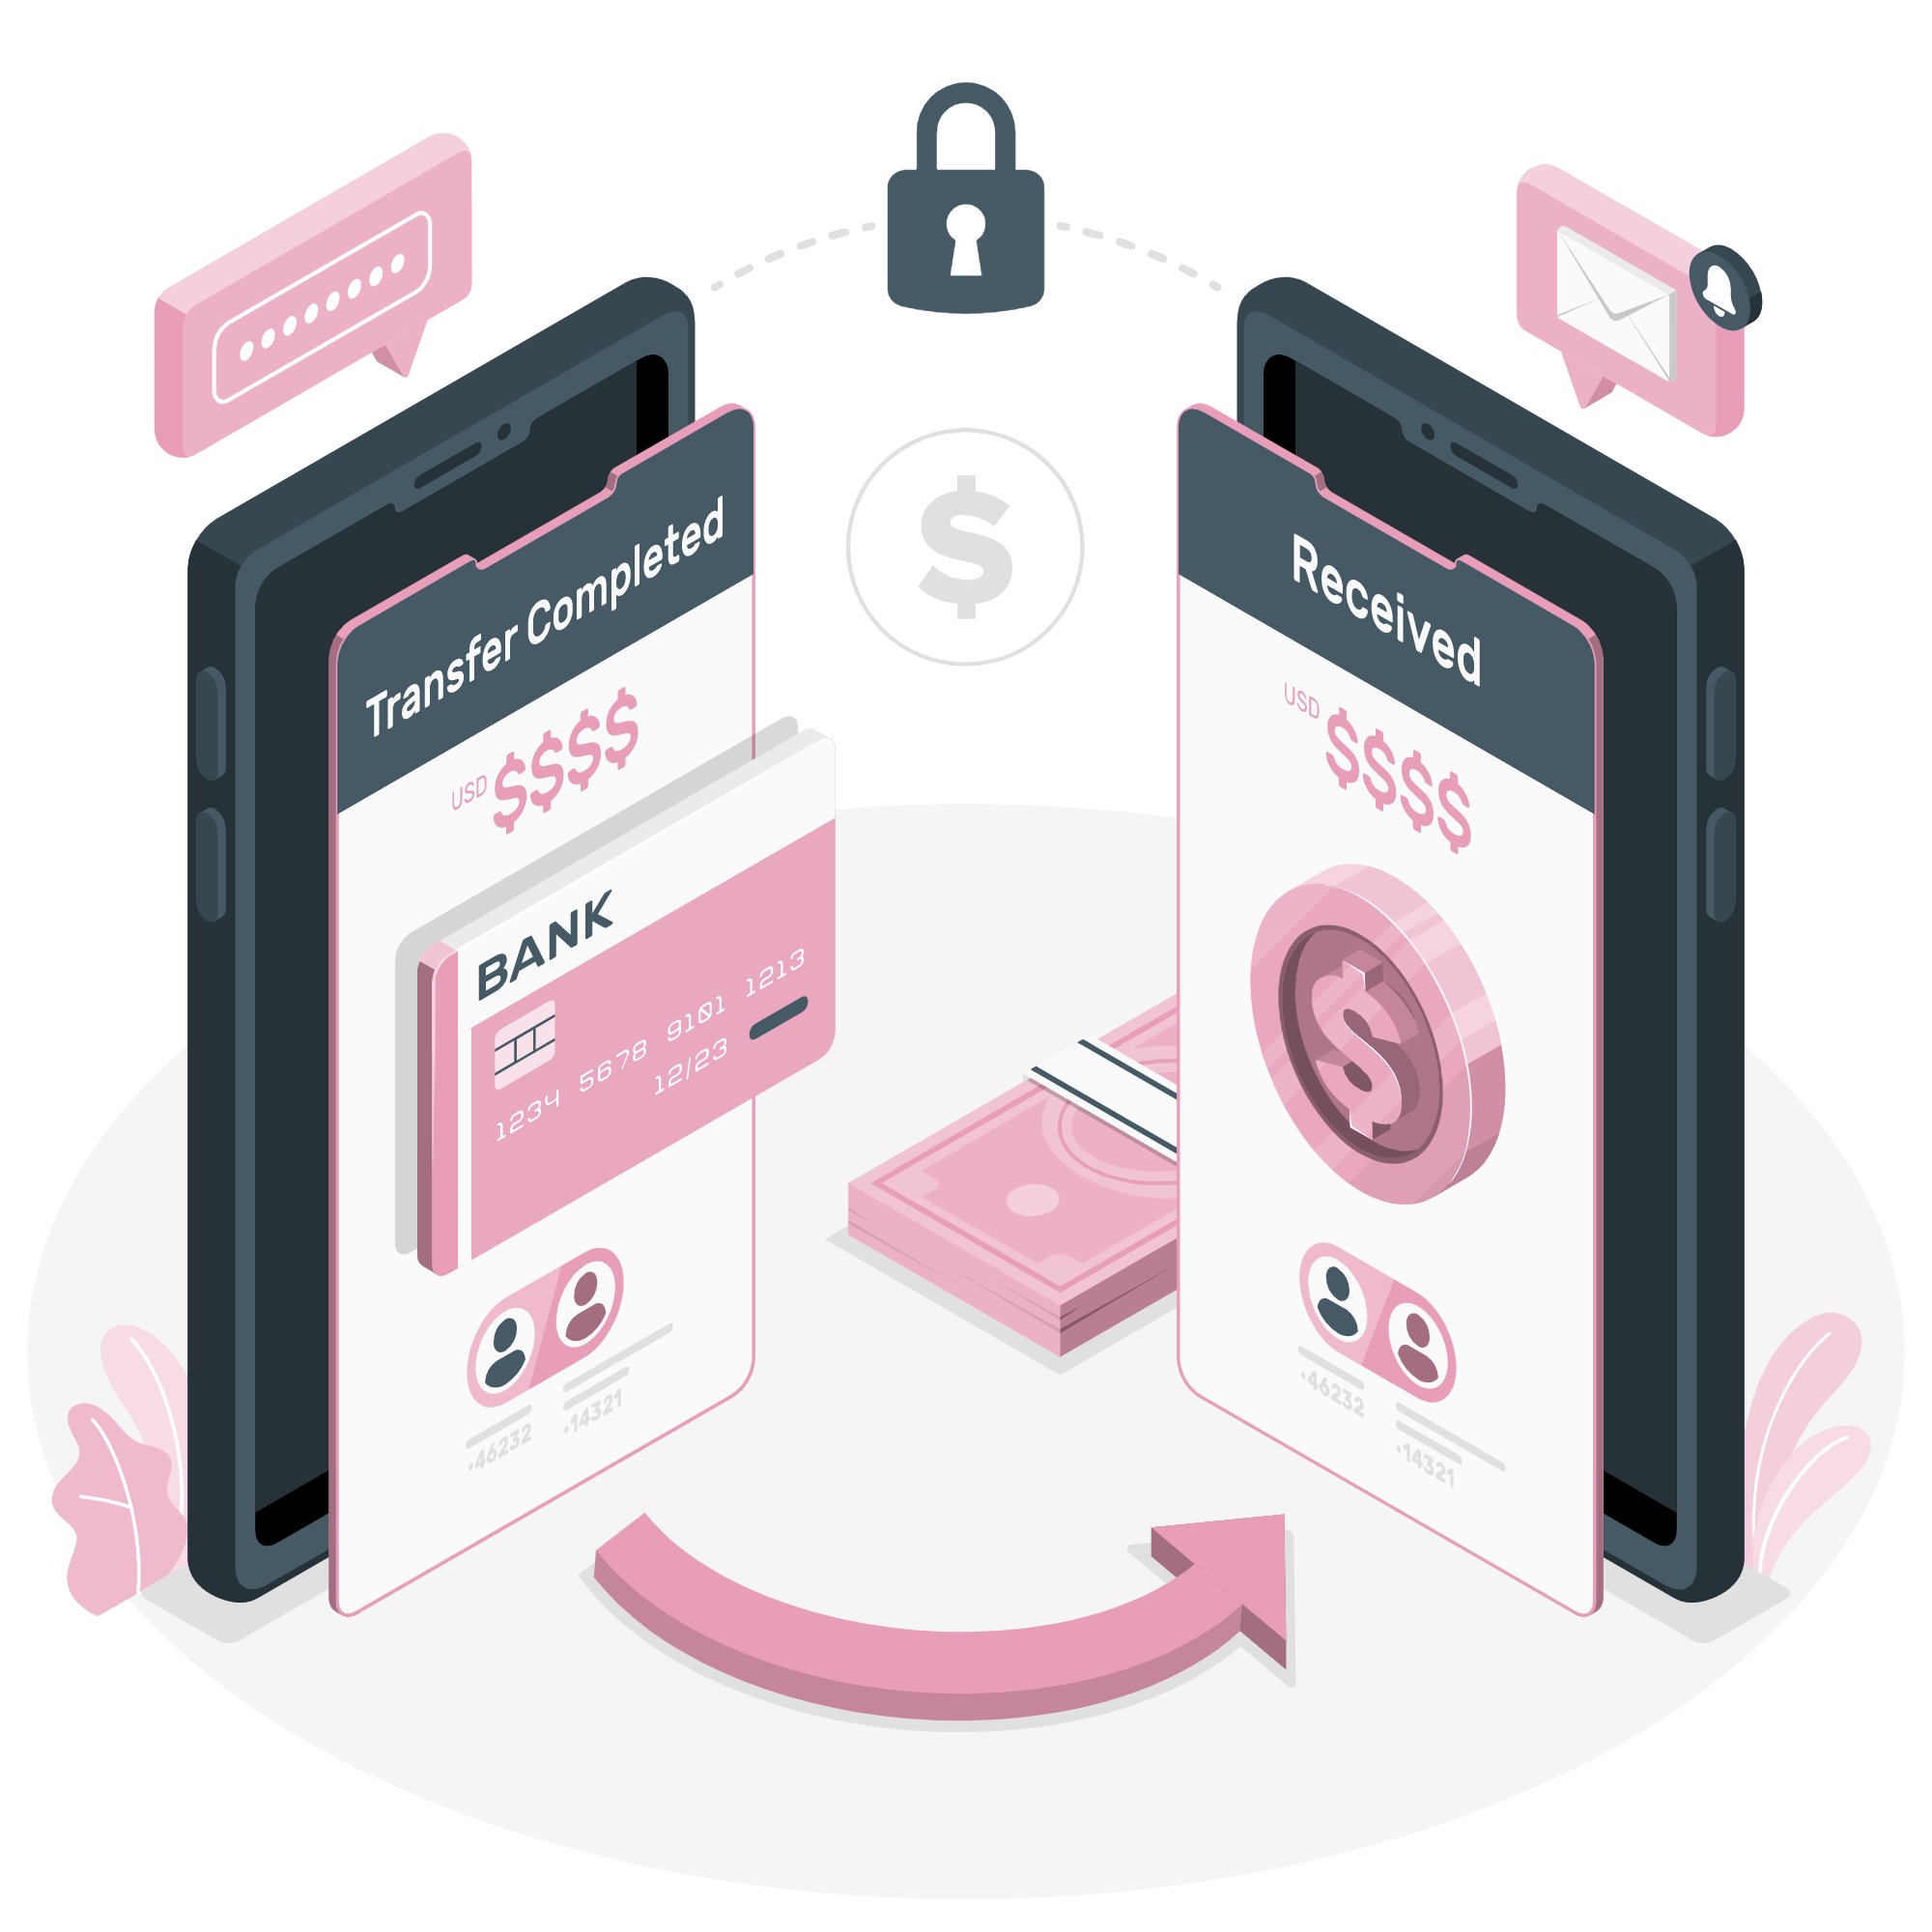 Transfer Completed
USD $$$$
BANK
1234 5678 9101 1213
12/23
·46232
·14321
$
Received
USD $$$$
$
·46232
·14321